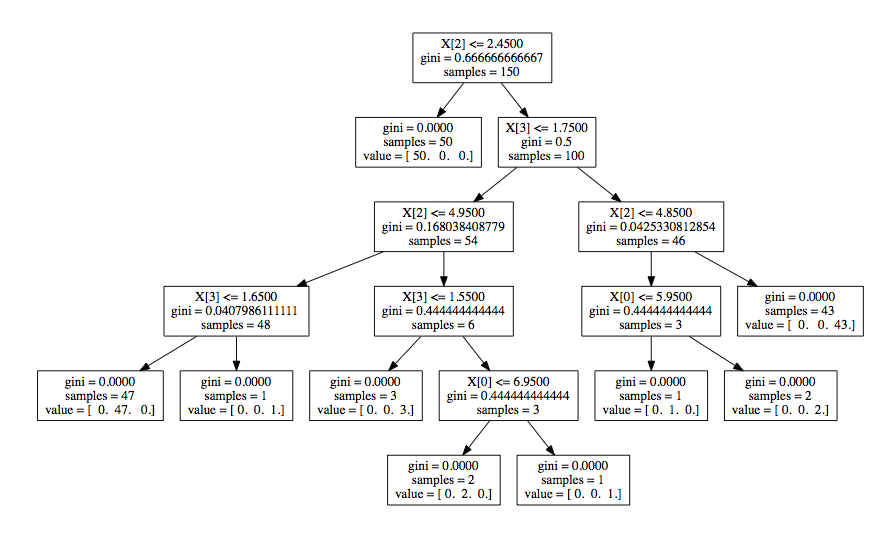 X[2] <= 2.4500
gini = 0.666666666667
samples = 150
gini = 0.0000
samples = 50
value = [ 50. 0. 0.]
X[3] <= 1.7500
gini = 0.5
samples = 100
X[2] <= 4.9500
gini = 0.168038408779
samples = 54
X[2] <= 4.8500
gini = 0.0425330812854
samples = 46
X[3] <= 1.6500
gini = 0.0407986111111
samples = 48
X[3] <= 1.5500
gini = 0.444444444444
samples = 6
X[0] <= 5.9500
gini = 0.444444444444
samples = 3
gini = 0.0000
samples = 43
value = [ 0. 0. 43.]
gini = 0.0000
samples = 47
value = [ 0. 47. 0.]
gini = 0.0000
samples = 1
value = [ 0. 0. 1.]
gini = 0.0000
samples = 3
value = [ 0. 0. 3.]
X[0] <= 6.9500
gini = 0.444444444444
samples = 3
gini = 0.0000
samples = 1
value = [ 0. 1. 0.]
gini = 0.0000
samples = 2
value = [ 0. 0. 2.]
gini = 0.0000
samples = 2
value = [ 0. 2. 0.]
gini = 0.0000
samples = 1
value = [ 0. 0. 1.]